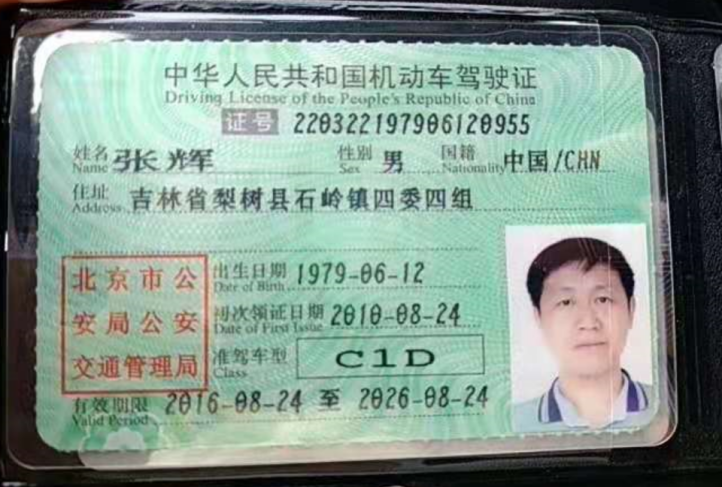 中华人民共和国机动车驾驶证
Driving License of the People's Republic of China
证号 220322197906120955
姓名 张辉 性别 男 国籍 中国/CHN
Name Sex Nationality
住址 吉林省梨树县石岭镇四委四组
Address
北京市公
安局公安
交通管理局
出生日期 1979-06-12
Date of Birth
初次领证日期 2010-08-24
Date of First Issue
准驾车型 C1D
Class
有效期限 2016-08-24 至 2026-08-24
Valid Period